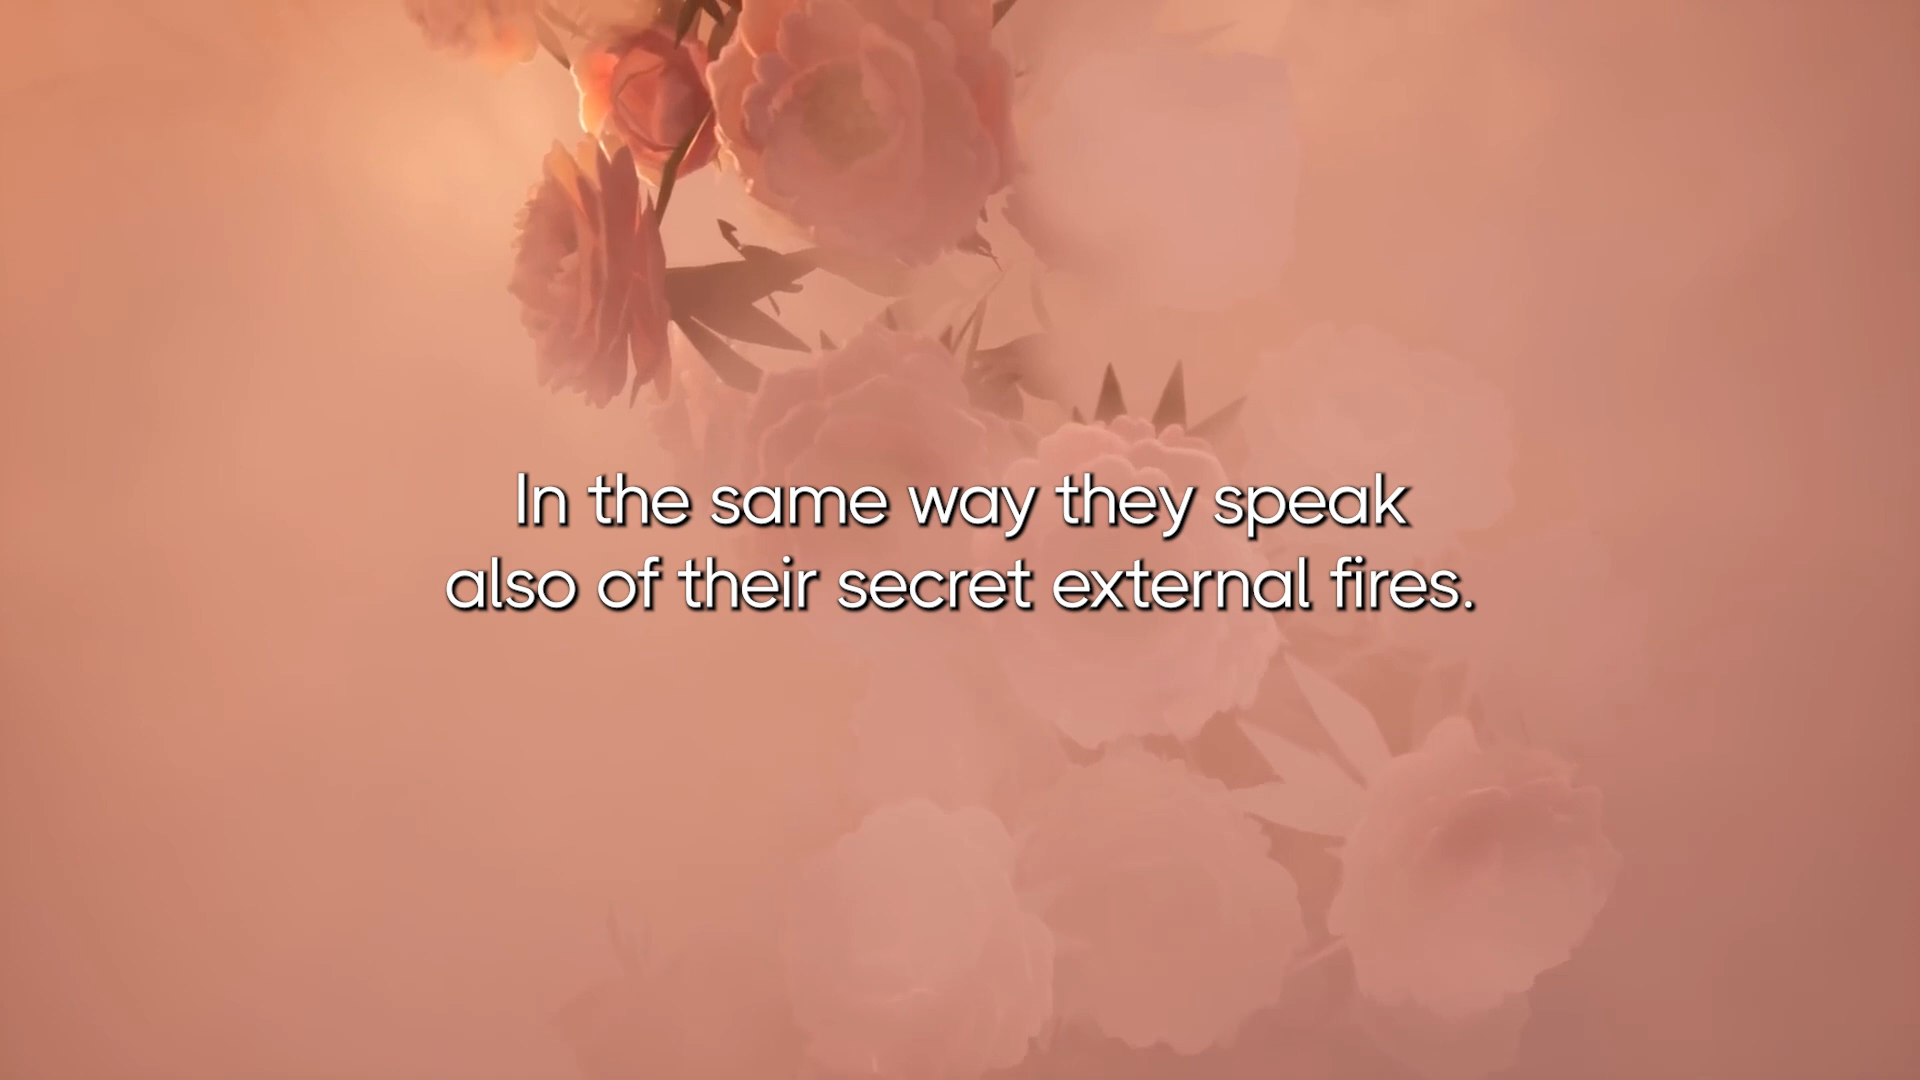 In the same way they speak
also of their secret external fires.